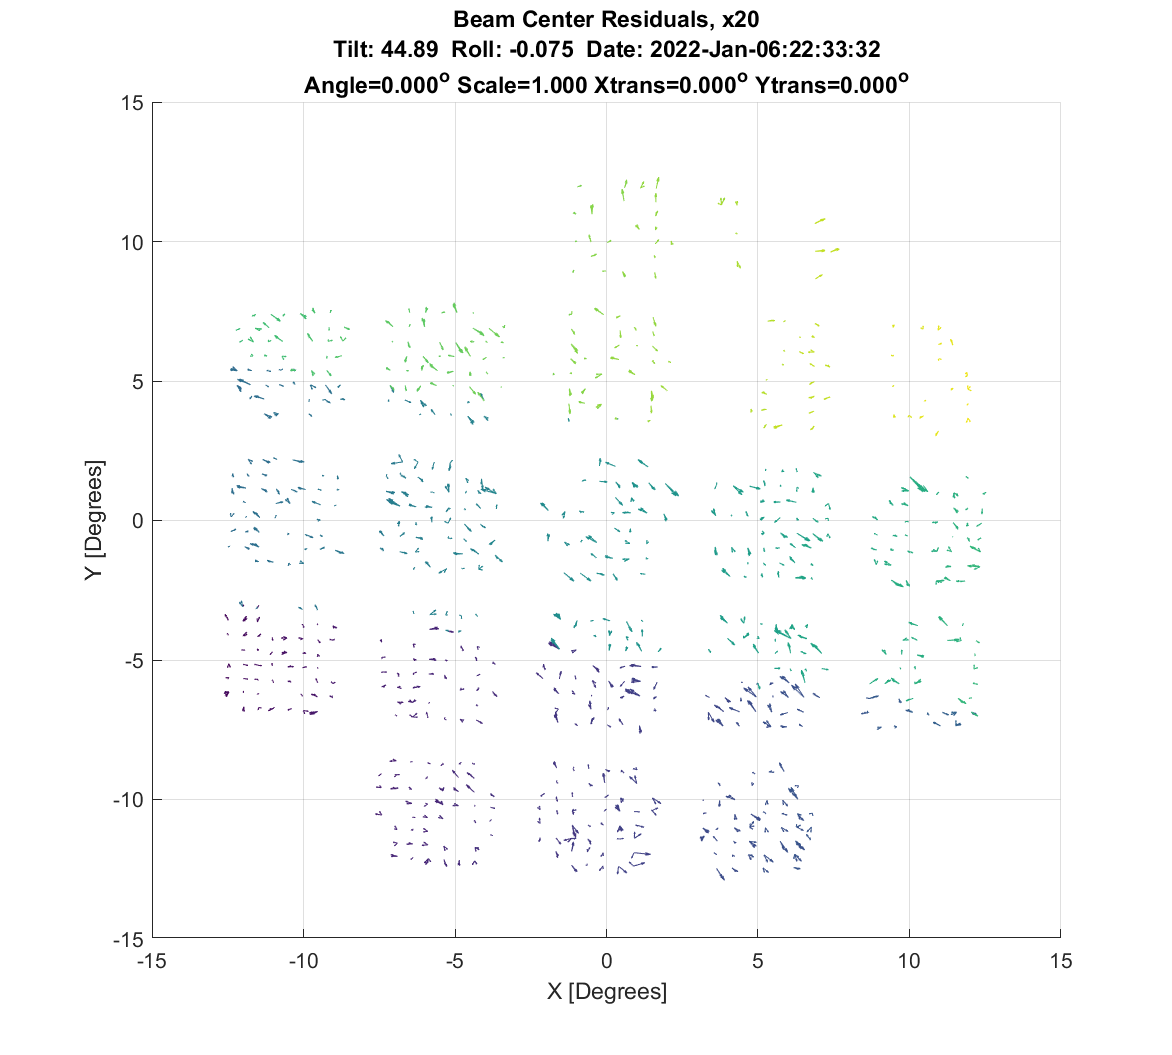 Beam Center Residuals, x20
Tilt: 44.89 Roll: -0.075 Date: 2022-Jan-06:22:33:32
Angle=0.000° Scale=1.000 Xtrans=0.000° Ytrans=0.000°
15
10
5
0
-5
-10
-15
Y [Degrees]
-15 -10 -5 0 5 10 15
X [Degrees]